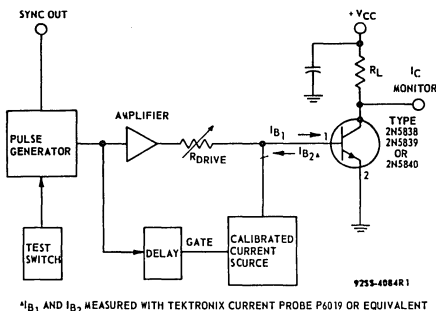 SYNC OUT
+ VCC
RL
IC
MONITOR
AMPLIFIER
PULSE
GENERATOR
RDRIVE
IB1
1
IB2▲
TYPE
2N5838
2N5839
OR
2N5840
2
TEST
SWITCH
DELAY
GATE
CALIBRATED
CURRENT
SOURCE
92SS-4084R1
▲IB1 AND IB2 MEASURED WITH TEKTRONIX CURRENT PROBE P6019 OR EQUIVALENT